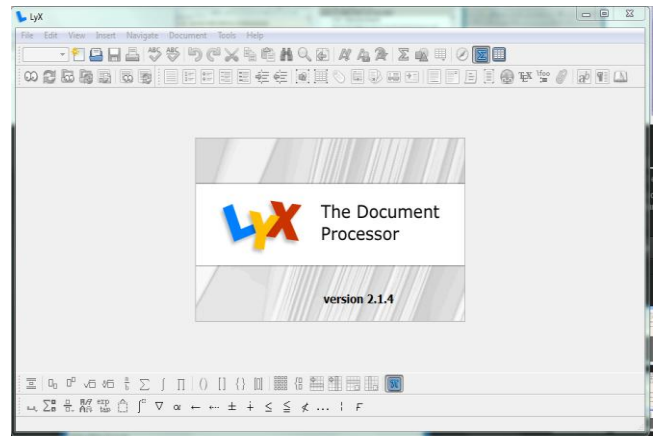 LyX
File Edit View Insert Navigate Document Tools Help
LyX
The Document
Processor
version 2.1.4